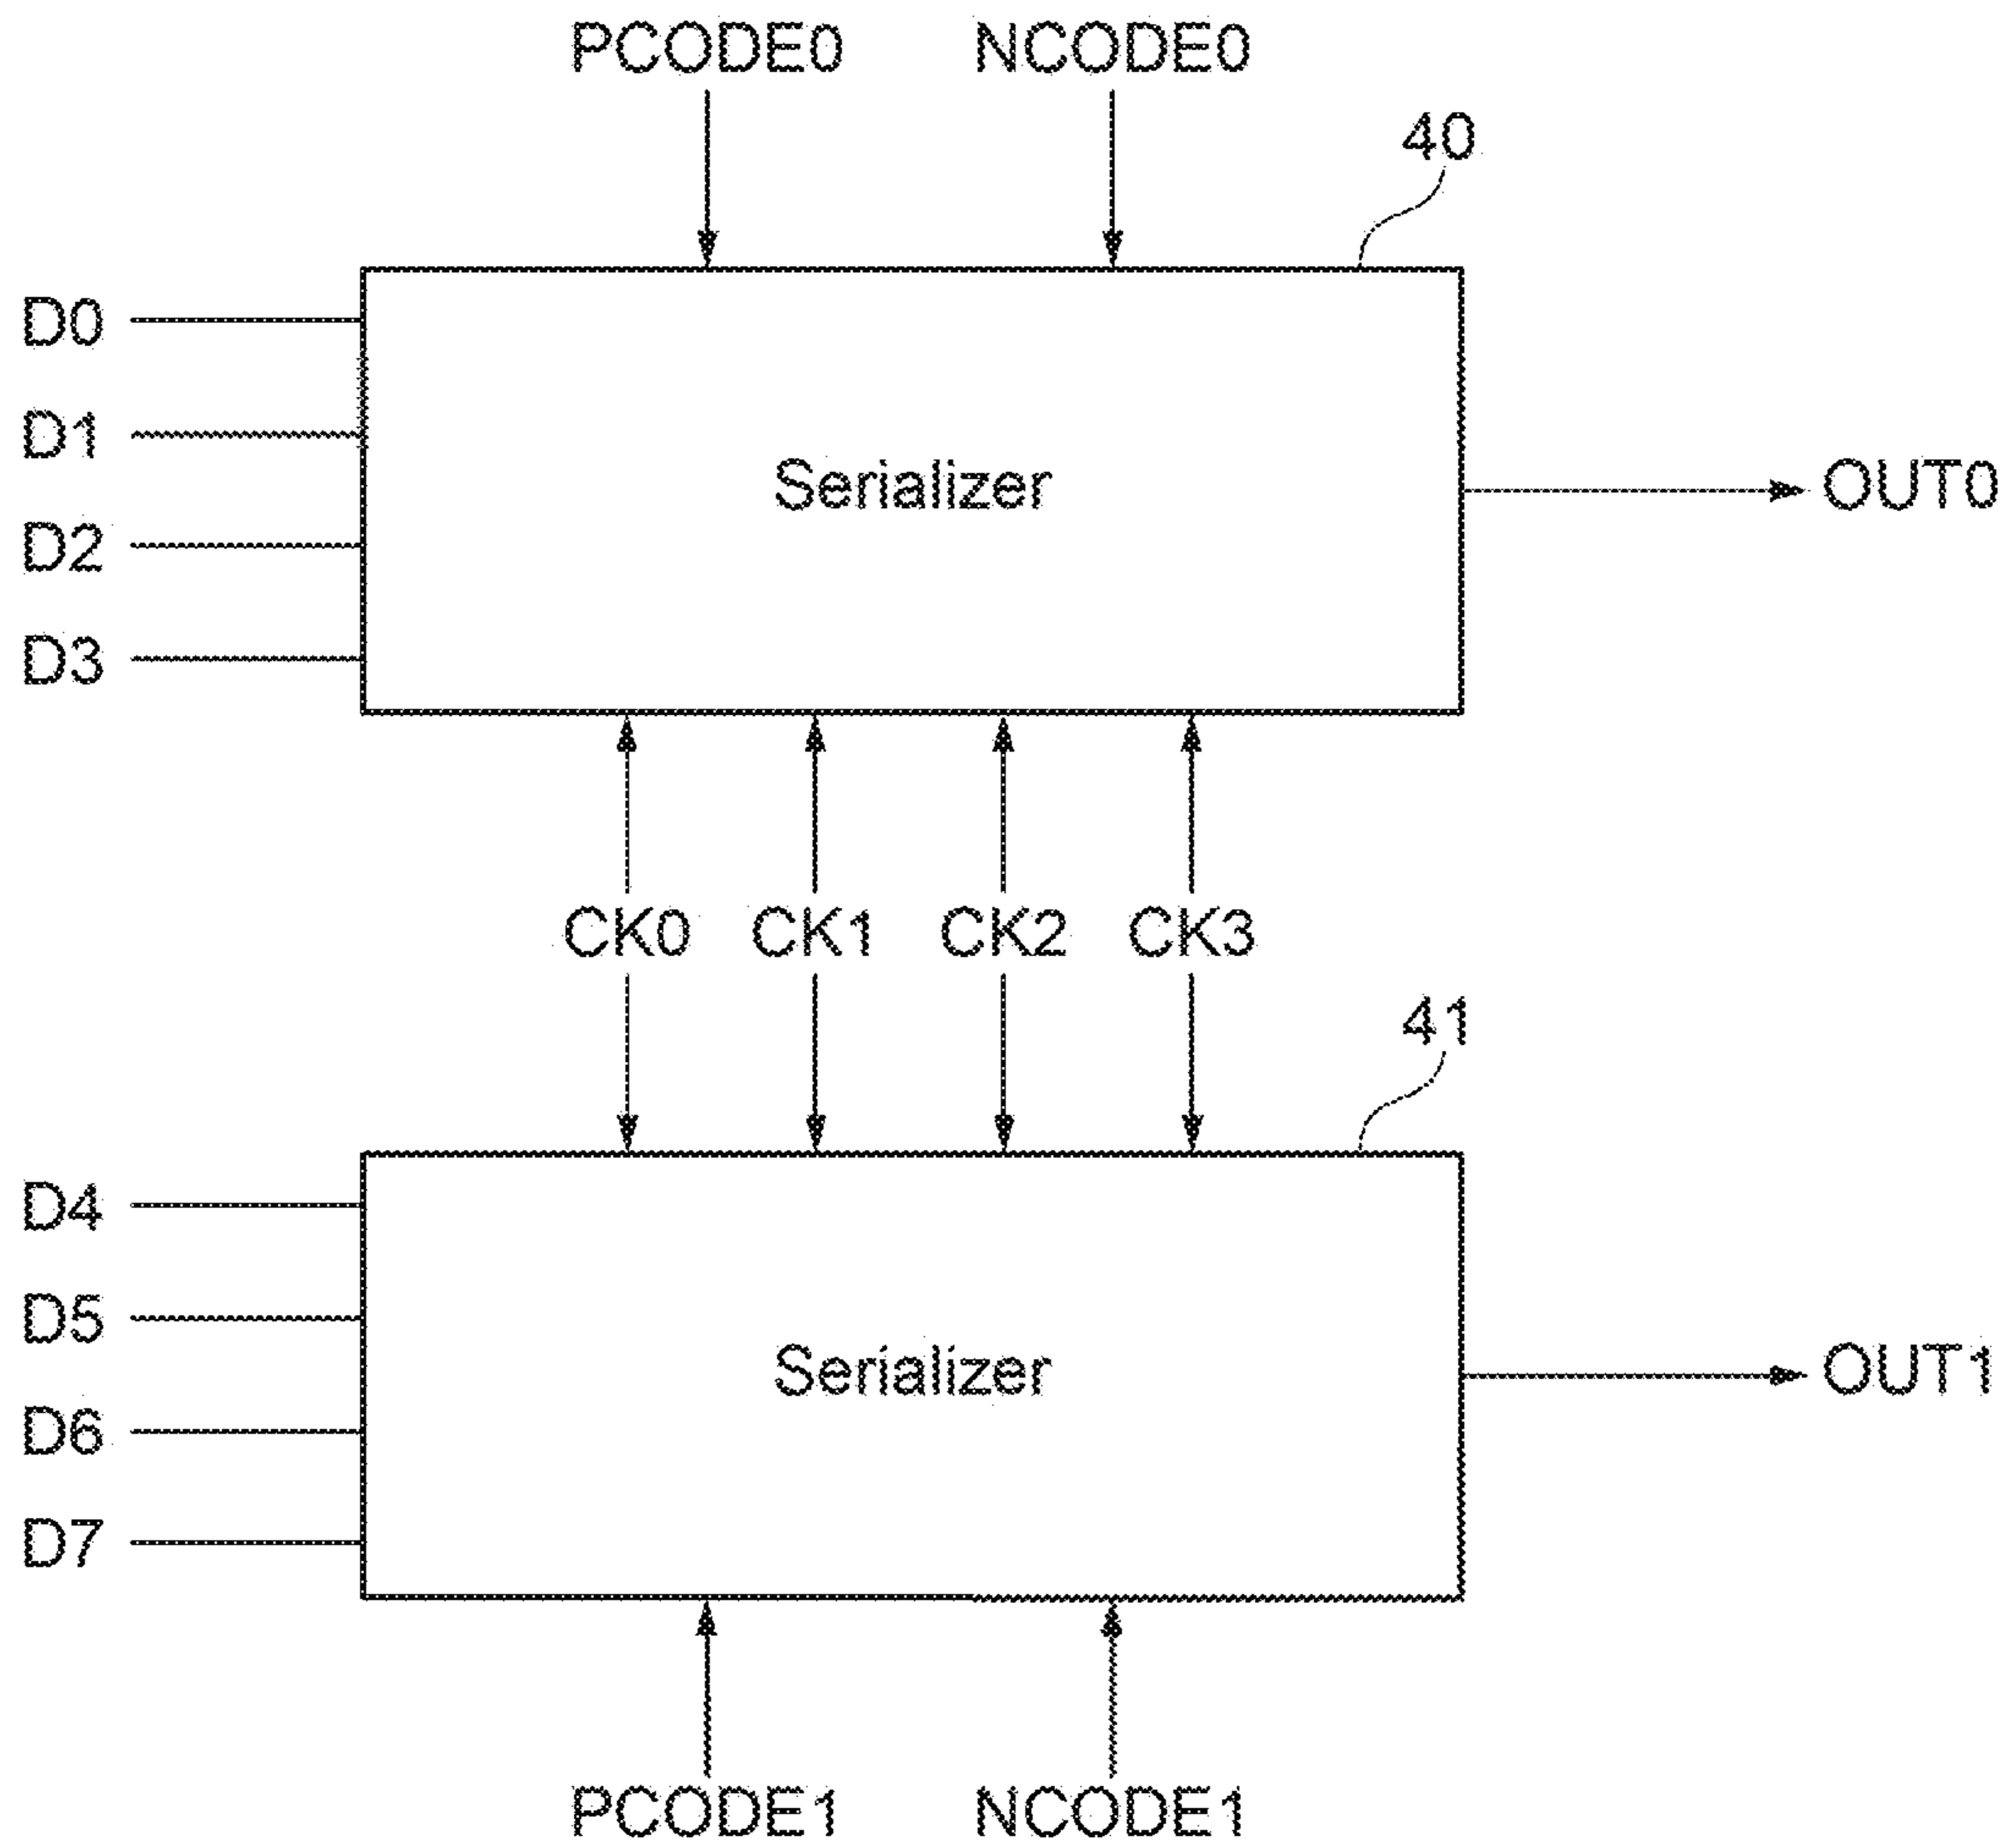 PCODE0 NCODE0
40
D0
D1
Serializer
OUT0
D2
D3
CK0 CK1 CK2 CK3
41
D4
D5
Serializer
OUT1
D6
D7
PCODE1 NCODE1